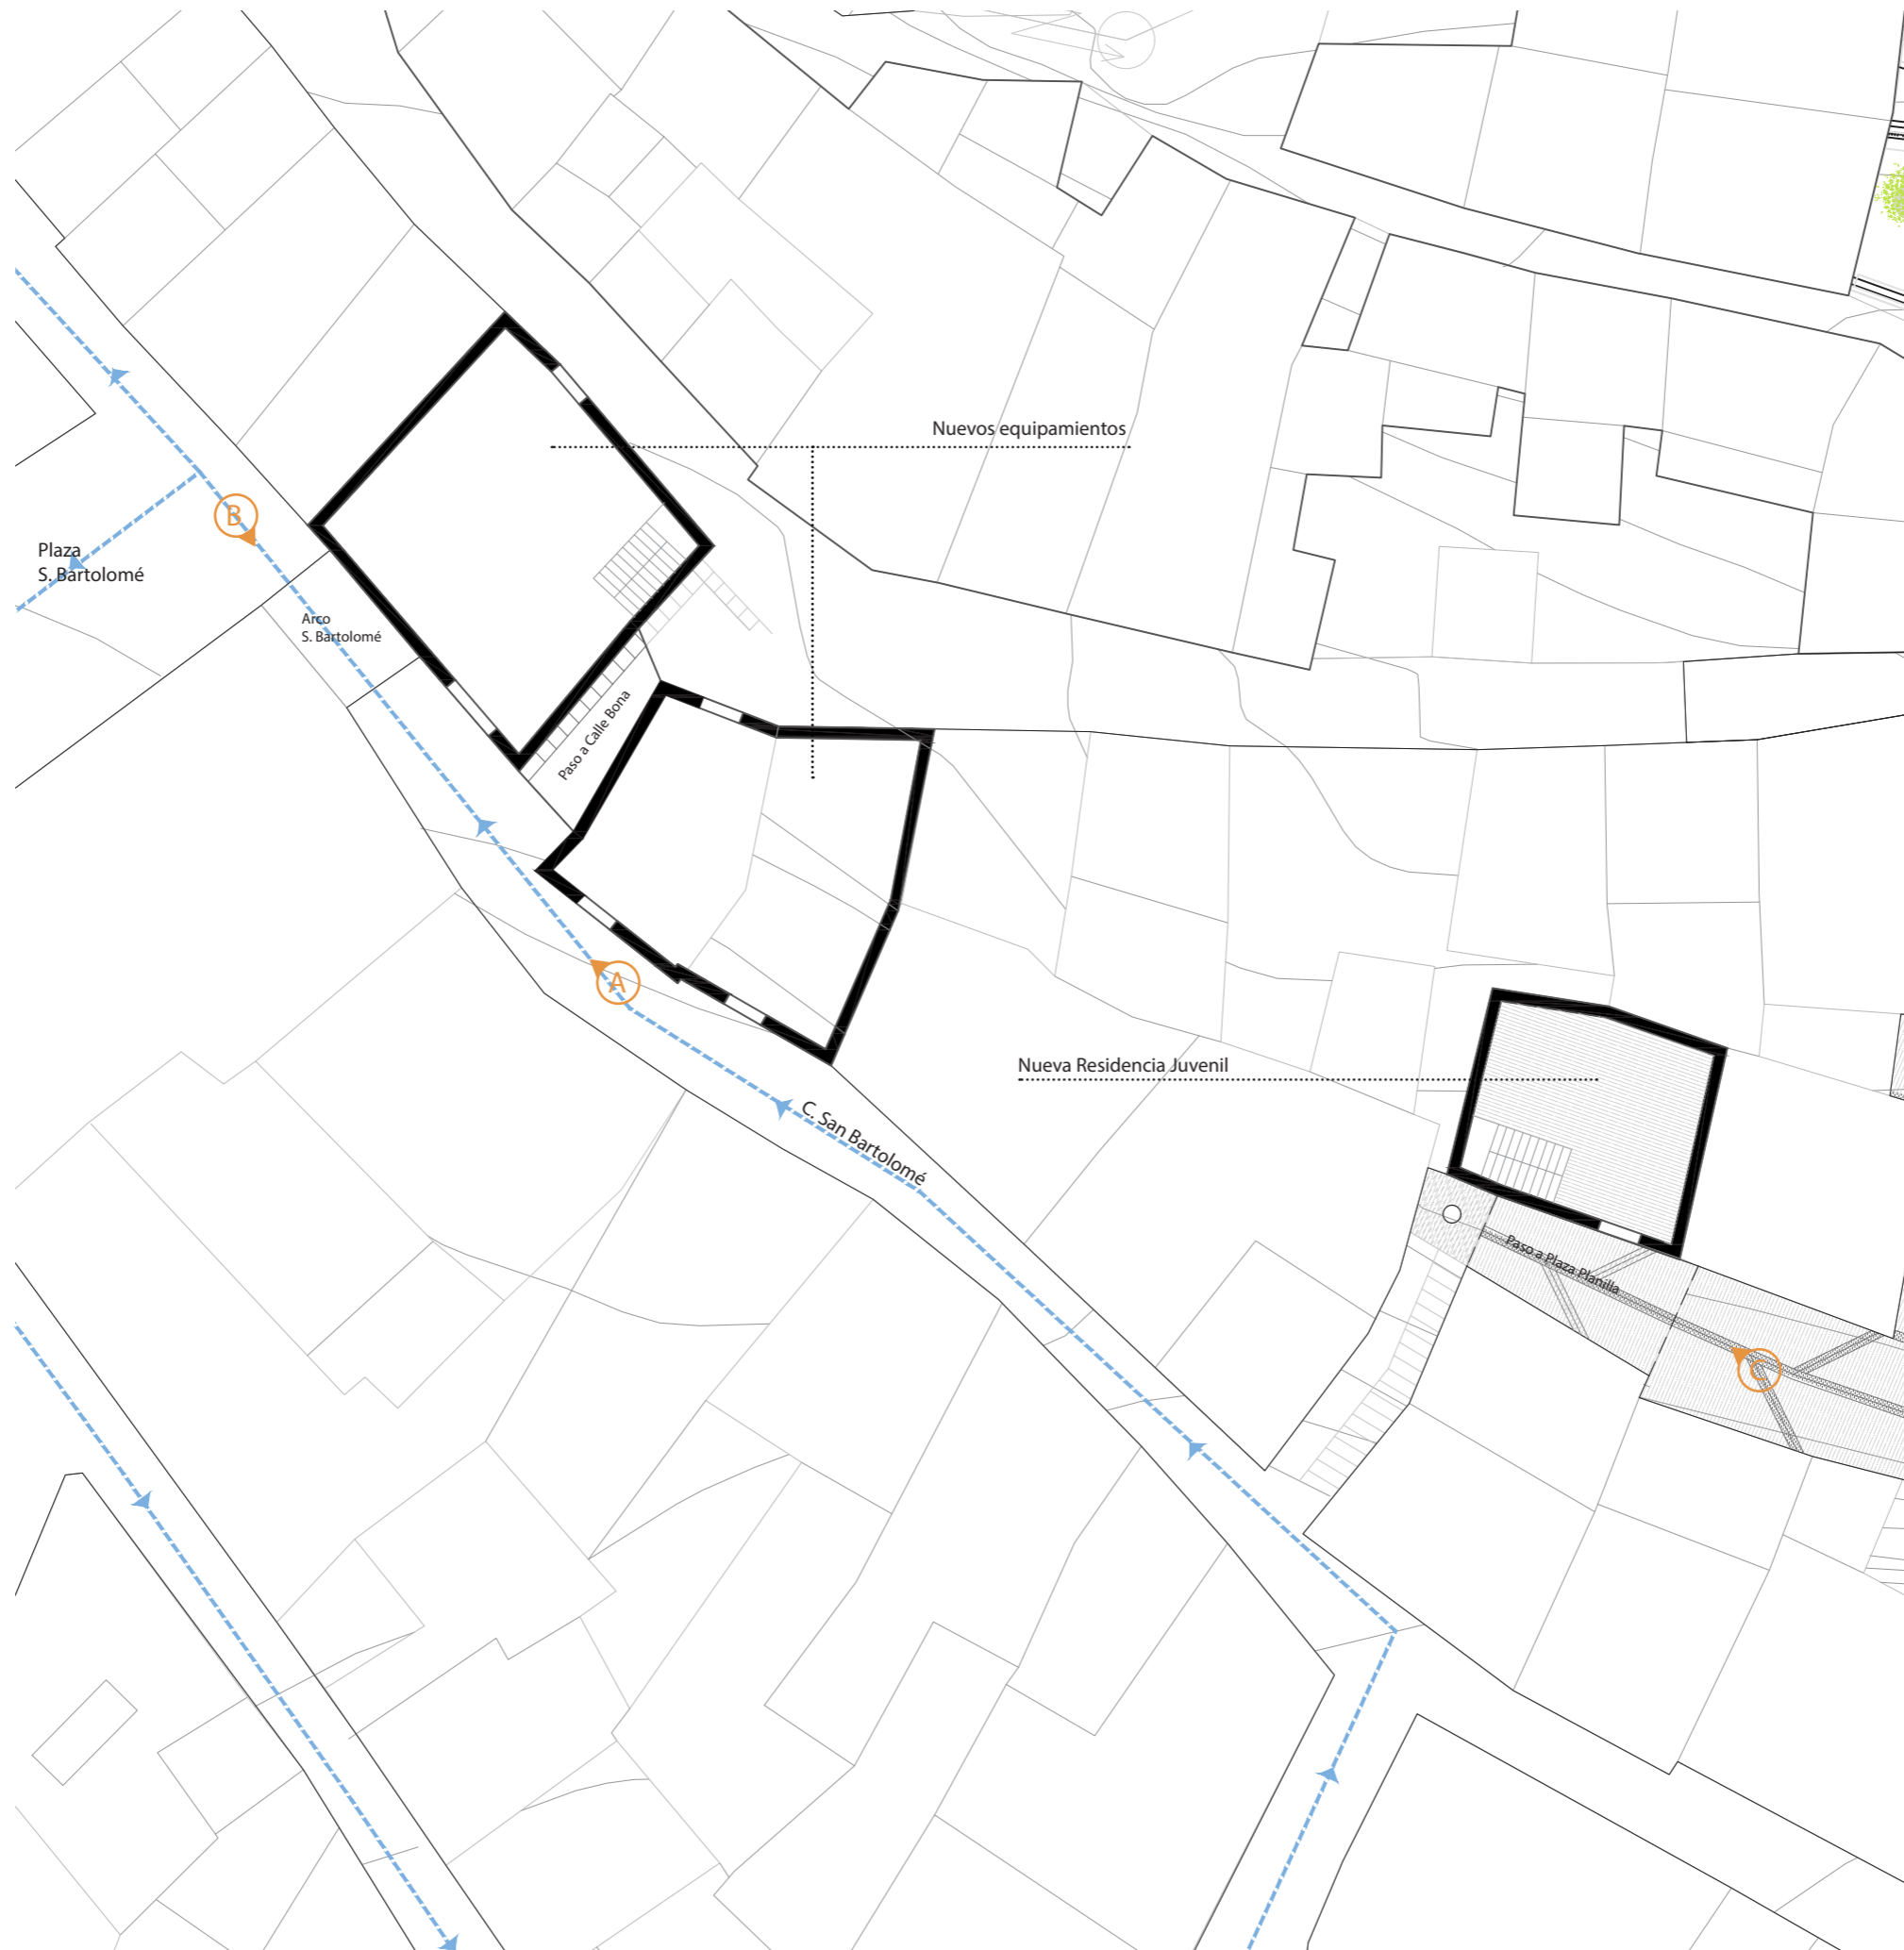 Nuevos equipamientos
B
Plaza
S. Bartolomé
Arco
S. Bartolomé
Paso a Calle Bona
A
Nueva Residencia Juvenil
C. San Bartolomé
Paso a Plaza Planilla
C